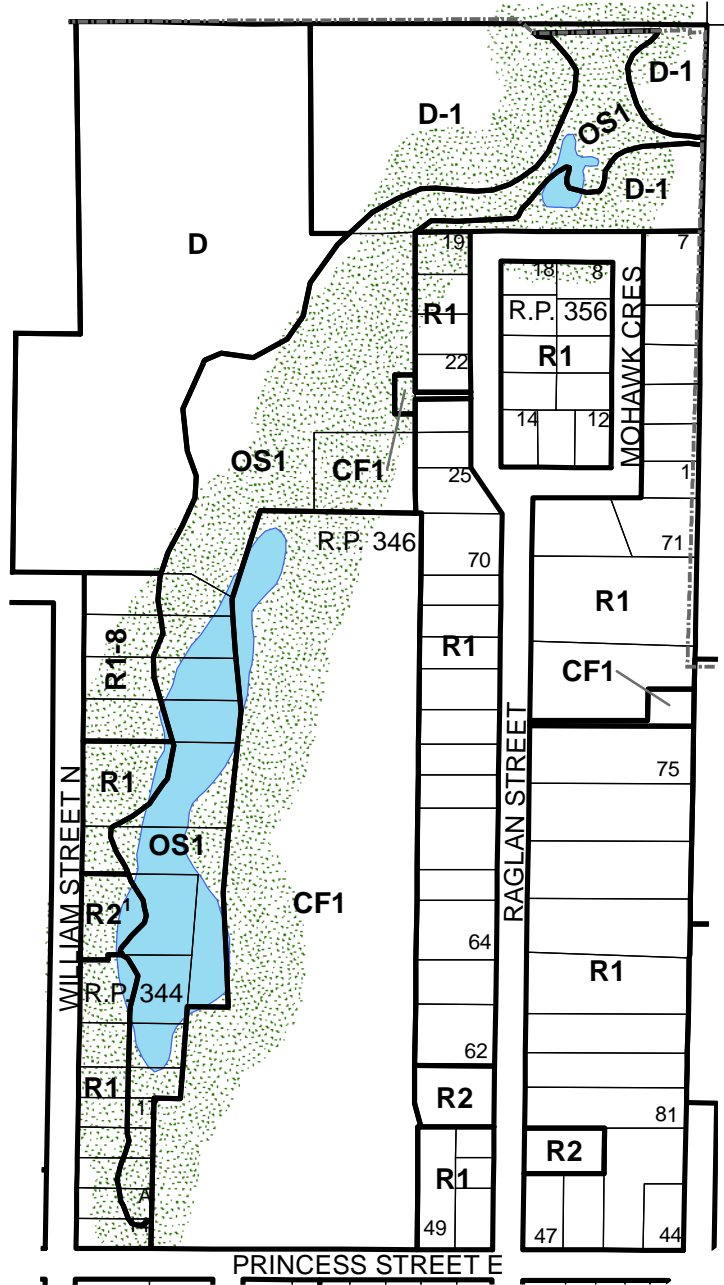 D-1
D-1
OS1
D-1
D
19
18
8
7
R.P. 356
R1
R1
MOHAWK CRES
22
14
12
OS1
CF1
25
1
R.P. 346
71
70
R1
R1-8
R1
CF1
RAGLAN STREET
75
R1
WILLIAM STREET N
OS1
CF1
R2¹
64
R1
R.P. 344
62
R1
R2
81
R2
R1
A
49
47
44
PRINCESS STREET E